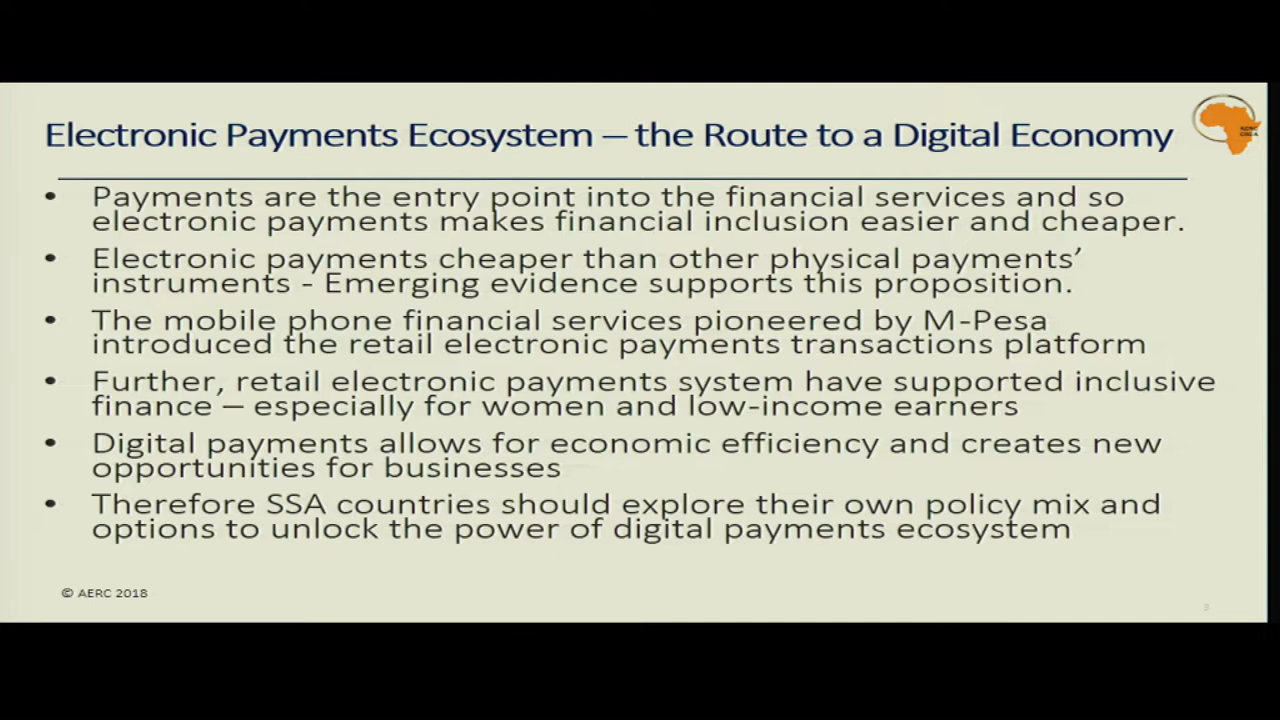 Electronic Payments Ecosystem – the Route to a Digital Economy
• Payments are the entry point into the financial services and so
electronic payments makes financial inclusion easier and cheaper.
• Electronic payments cheaper than other physical payments’
instruments - Emerging evidence supports this proposition.
• The mobile phone financial services pioneered by M-Pesa
introduced the retail electronic payments transactions platform
• Further, retail electronic payments system have supported inclusive
finance – especially for women and low-income earners
• Digital payments allows for economic efficiency and creates new
opportunities for businesses
• Therefore SSA countries should explore their own policy mix and
options to unlock the power of digital payments ecosystem
© AERC 2018